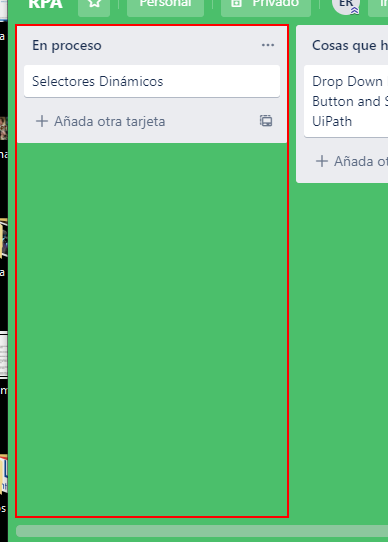 RPA
Personal
Privado
ER
En proceso
Selectores Dinámicos
Añada otra tarjeta
Cosas que h
Drop Down
Button and S
UiPath
Añada ot